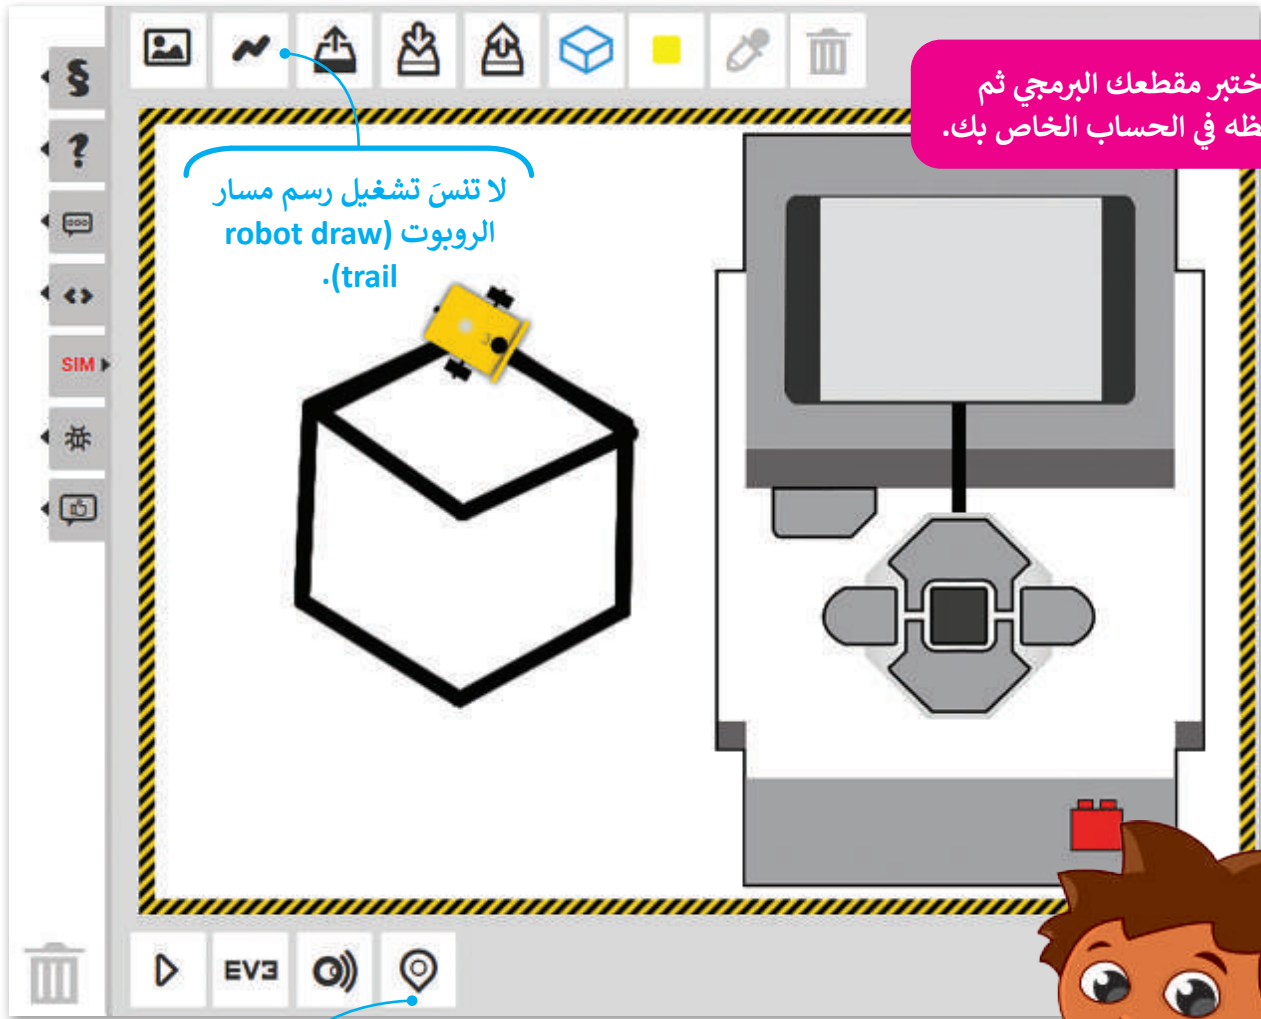 ختبر مقطعك البرمجي ثم
ظه في الحساب الخاص بك.
لا تنسَ تشغيل رسم مسار
الروبوت (robot draw
trail).
SIM
EV3